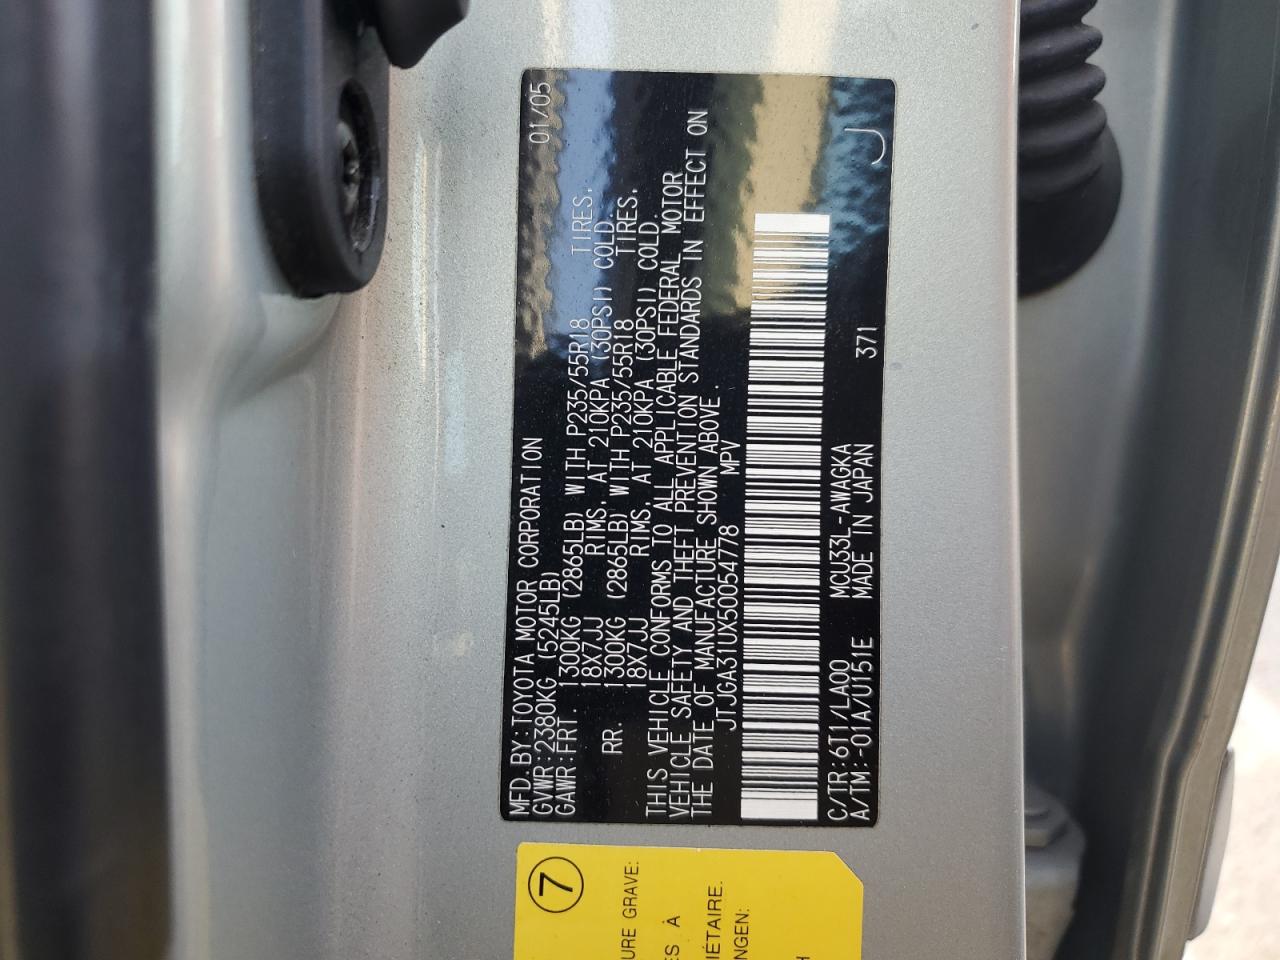 MFD.BY:TOYOTA MOTOR CORPORATION 01/05
GVWR:2380KG (5245LB)
GAWR:FRT. 1300KG (2865LB) WITH P235/55R18 TIRES,
18X7JJ RIMS, AT 210KPA (30PSI) COLD.
RR. 1300KG (2865LB) WITH P235/55R18 TIRES,
18X7JJ RIMS, AT 210KPA (30PSI) COLD.
THIS VEHICLE CONFORMS TO ALL APPLICABLE FEDERAL MOTOR
VEHICLE SAFETY AND THEFT PREVENTION STANDARDS IN EFFECT ON
THE DATE OF MANUFACTURE SHOWN ABOVE.
JTJGA31UX50054778 MPV
C/TR:6T1/LA00 MCU33L-AWAGKA 371 J
A/TM:-01A/U151E MADE IN JAPAN
7
URE GRAVE:
ES À
IÉTAIRE.
NGEN:
H